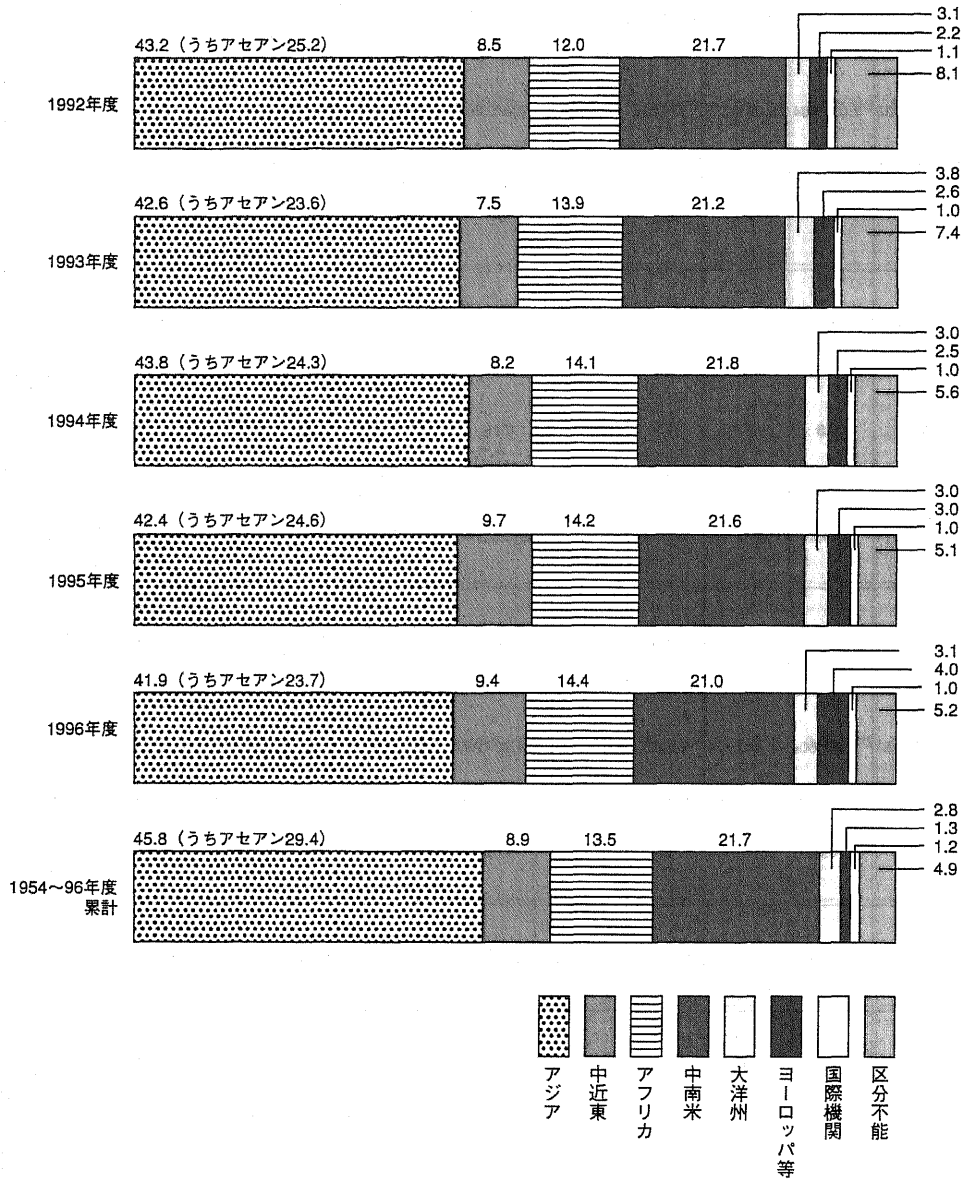 43.2（うちアセアン25.2） 8.5 12.0 21.7 3.1
2.2
1.1
8.1
1992年度
42.6（うちアセアン23.6） 7.5 13.9 21.2 3.8
2.6
1.0
7.4
1993年度
43.8（うちアセアン24.3） 8.2 14.1 21.8 3.0
2.5
1.0
5.6
1994年度
42.4（うちアセアン24.6） 9.7 14.2 21.6 3.0
3.0
1.0
5.1
1995年度
41.9（うちアセアン23.7） 9.4 14.4 21.0 3.1
4.0
1.0
5.2
1996年度
45.8（うちアセアン29.4） 8.9 13.5 21.7 2.8
1.3
1.2
4.9
1954～96年度
累計
アジア
中近東
アフリカ
中南米
大洋州
ヨーロッパ等
国際機関
区分不能